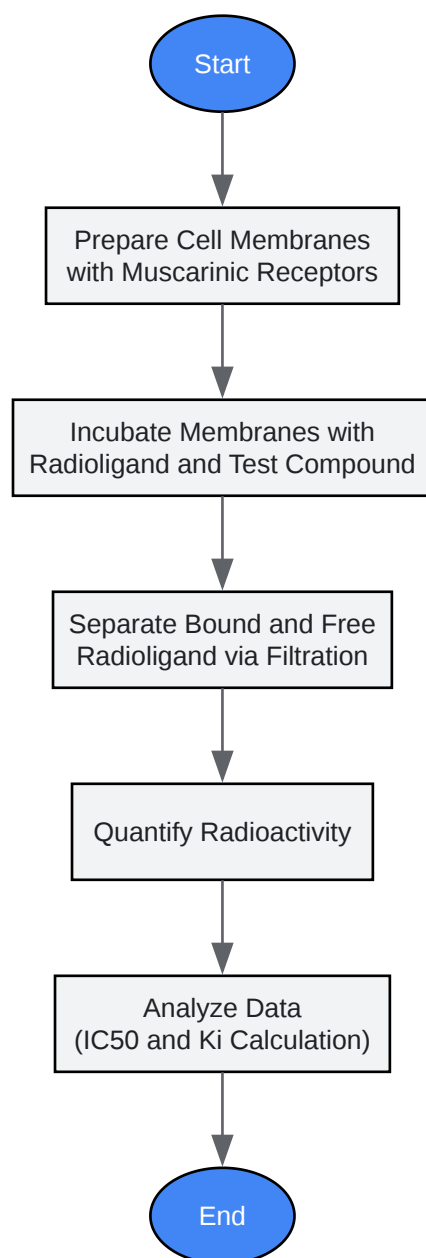 Start
Prepare Cell Membranes
with Muscarinic Receptors
Incubate Membranes with
Radioligand and Test Compound
Separate Bound and Free
Radioligand via Filtration
Quantify Radioactivity
Analyze Data
(IC50 and Ki Calculation)
End